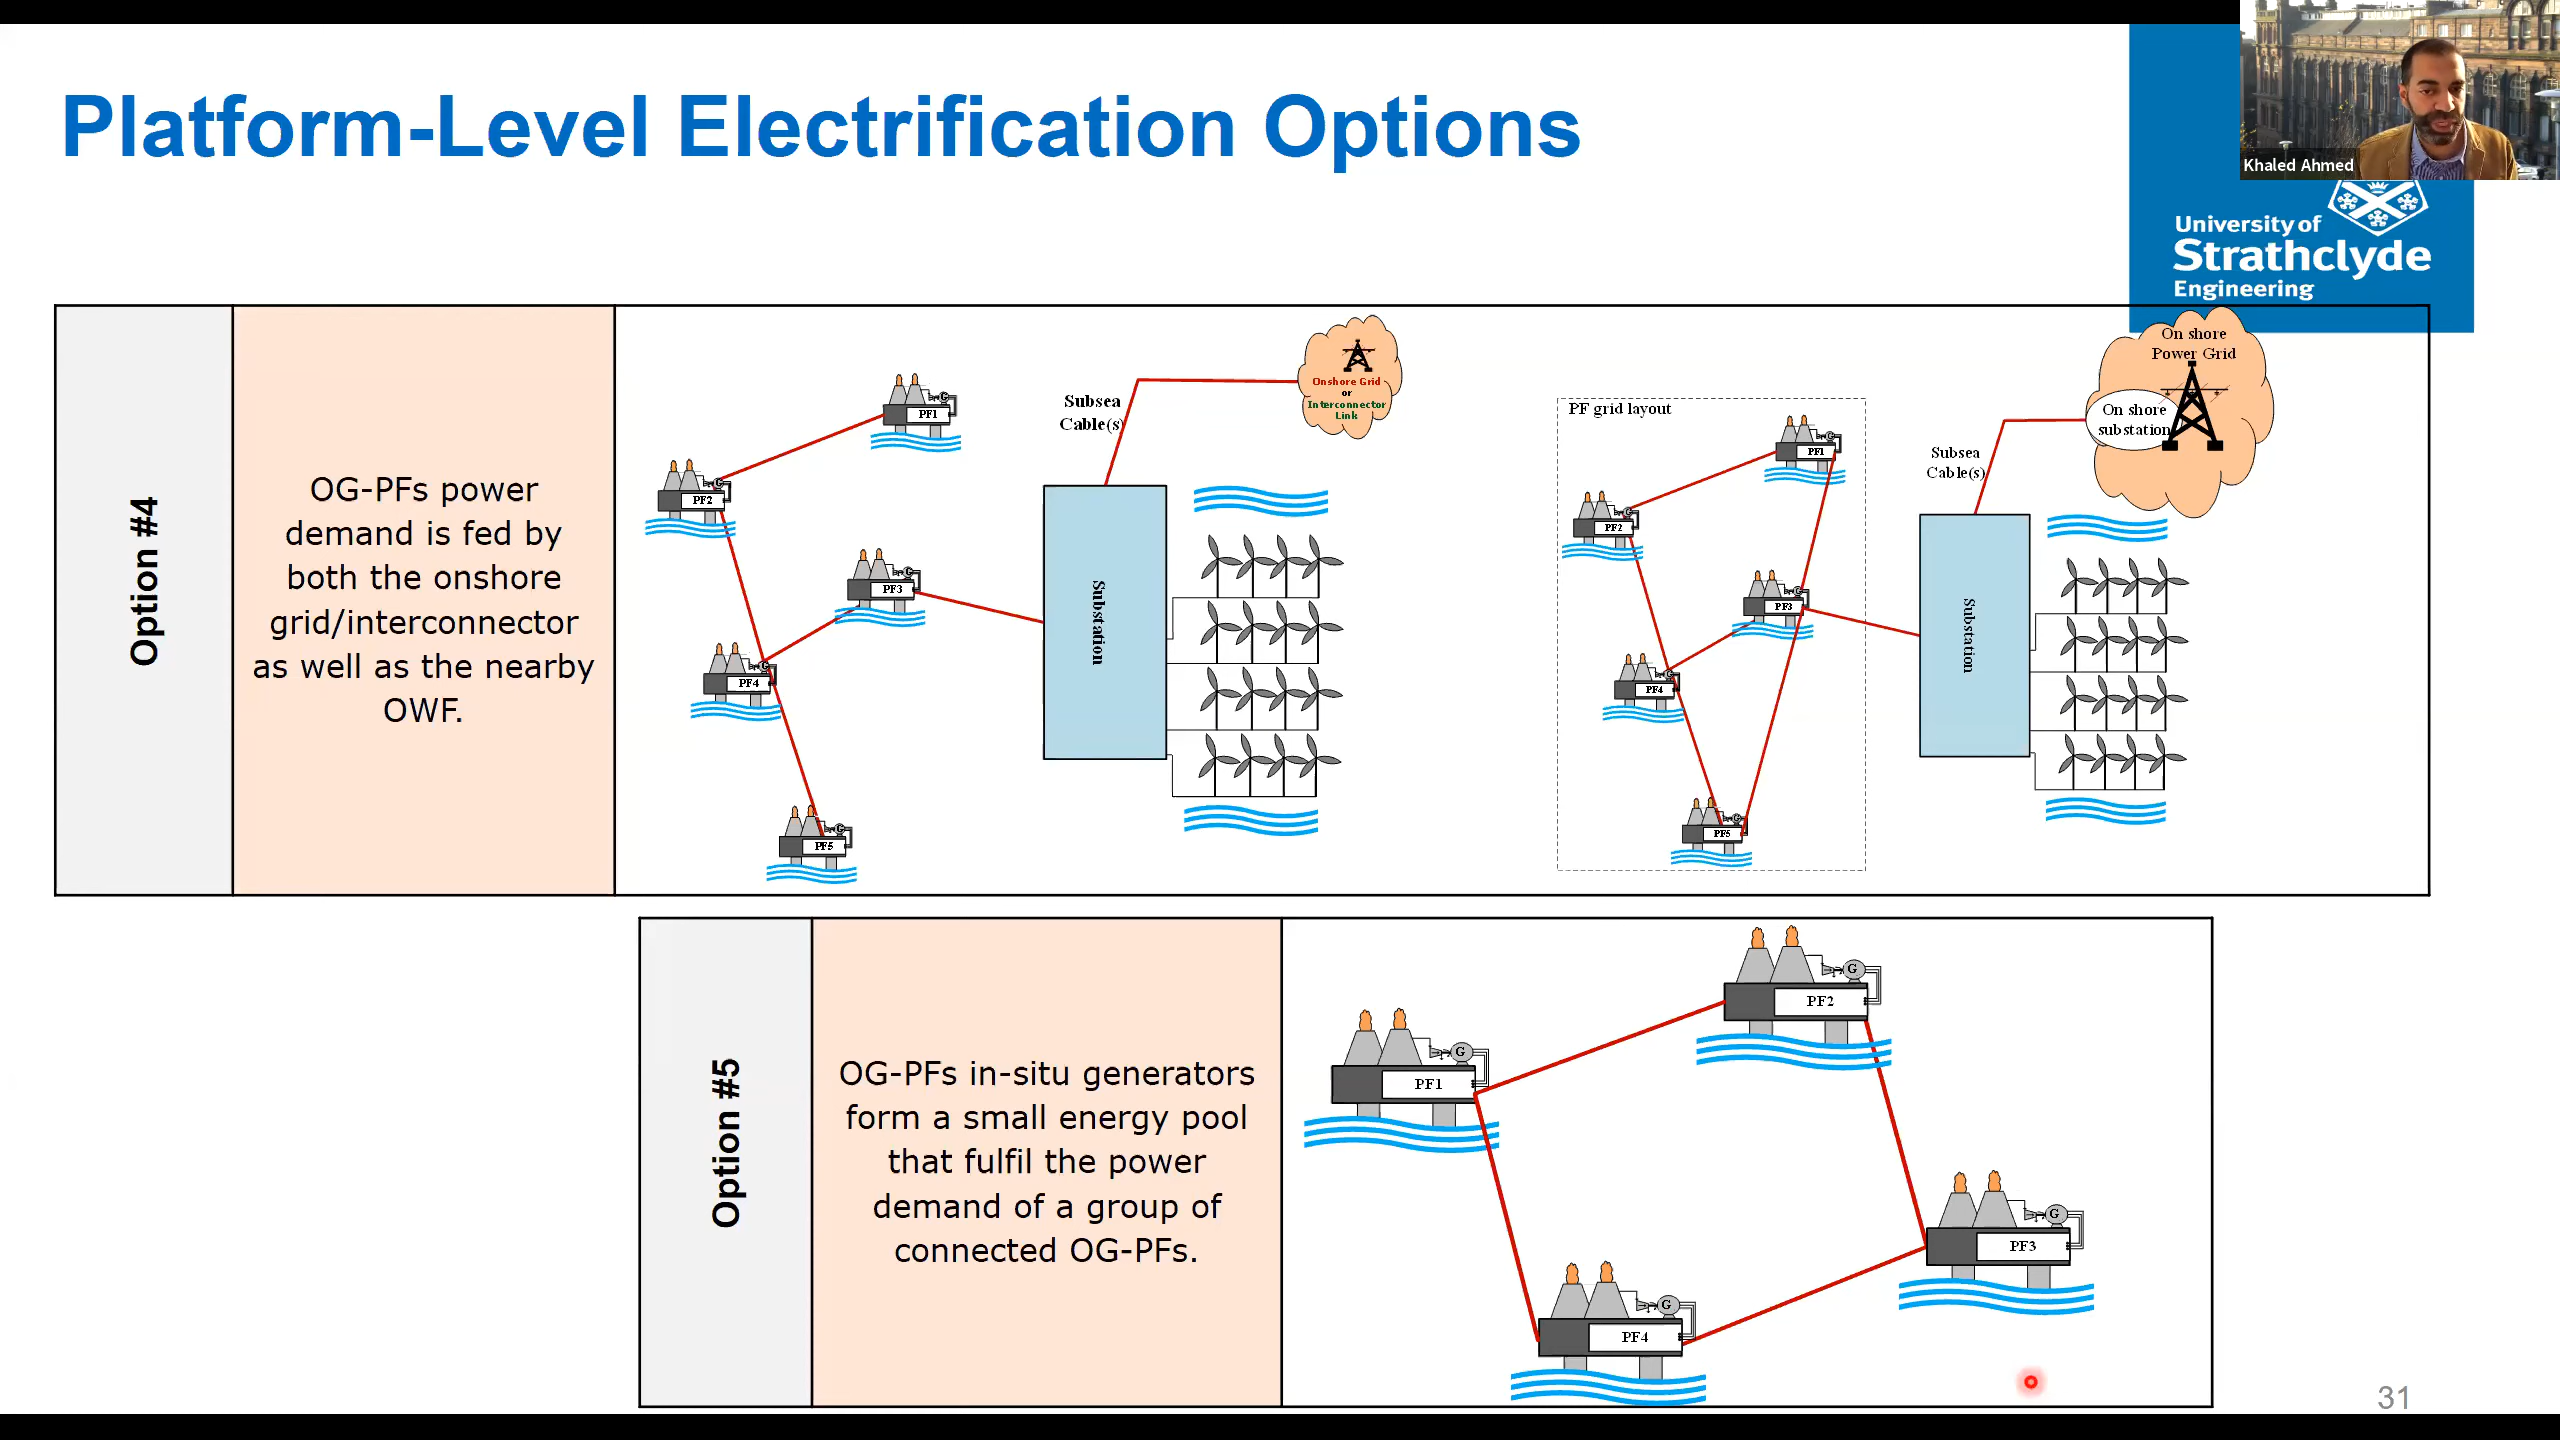 Platform-Level Electrification Options
Khaled Ahmed
University of
Strathclyde
Engineering
Option #4
OG-PFs power
demand is fed by
both the onshore
grid/interconnector
as well as the nearby
OWF.
PF1
PF2
PF3
PF4
PF5
Subsea
Cable(s)
Onshore Grid
or
Interconnector
Link
Substation
PF grid layout
PF1
PF2
PF3
PF4
PF5
Subsea
Cable(s)
On shore
Power Grid
On shore
substation
Substation
Option #5
OG-PFs in-situ generators
form a small energy pool
that fulfil the power
demand of a group of
connected OG-PFs.
G
PF2
G
PF1
G
PF3
G
PF4
31